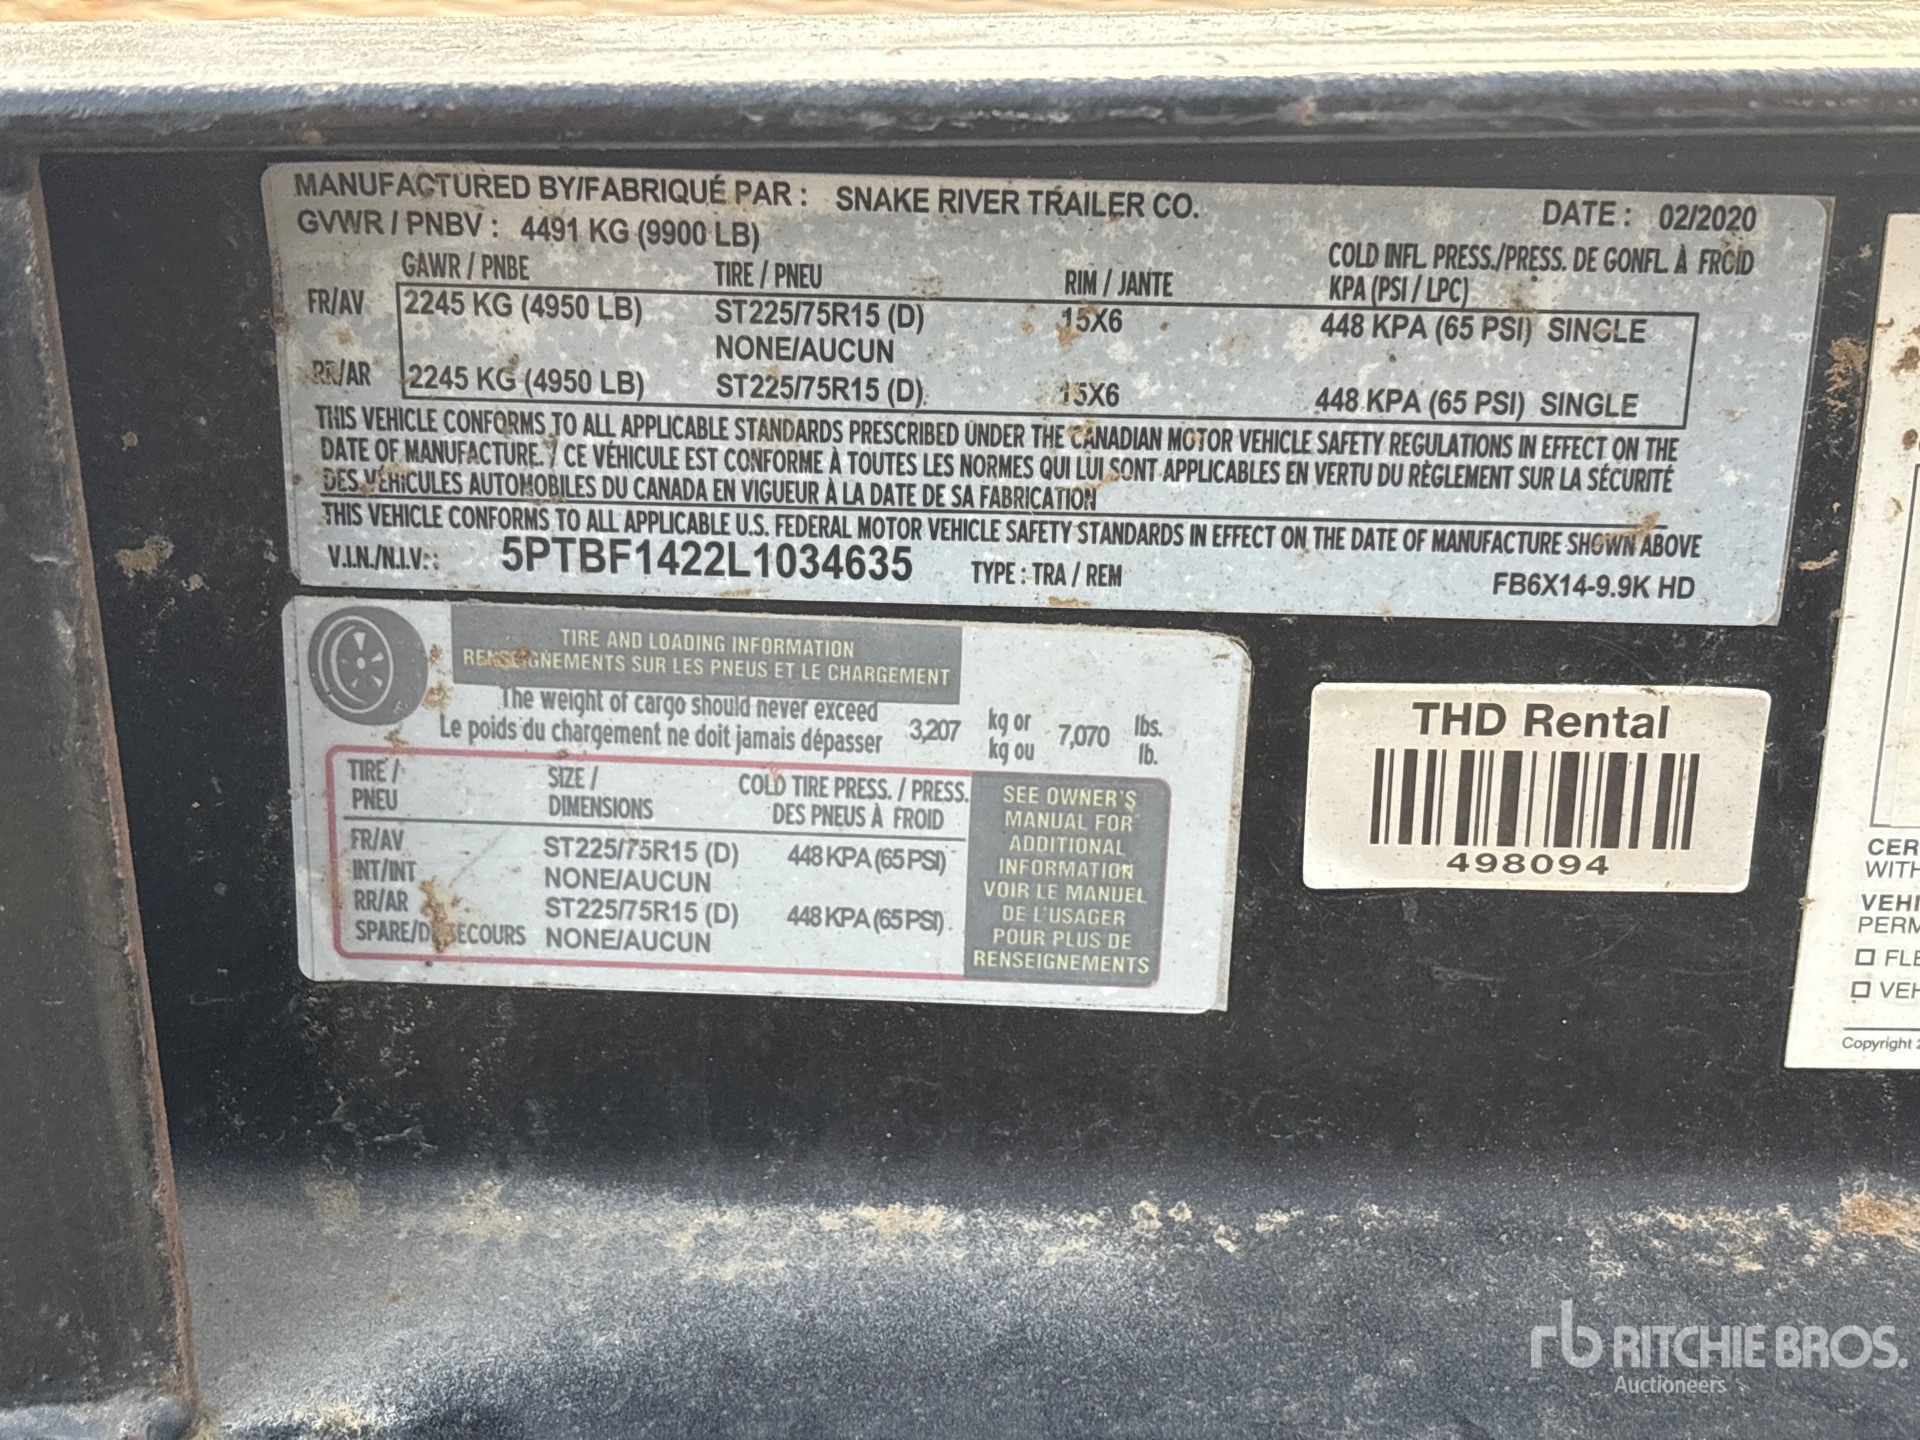 MANUFACTURED BY/FABRIQUÉ PAR : SNAKE RIVER TRAILER CO. DATE : 02/2020
GVWR / PNBV : 4491 KG (9900 LB)
GAWR / PNBE TIRE / PNEU RIM / JANTE COLD INFL. PRESS./PRESS. DE GONFL. À FROID
KPA (PSI / LPC)
FR/AV 2245 KG (4950 LB) ST225/75R15 (D) 15X6 448 KPA (65 PSI) SINGLE
NONE/AUCUN
RR/AR 2245 KG (4950 LB) ST225/75R15 (D) 15X6 448 KPA (65 PSI) SINGLE
THIS VEHICLE CONFORMS TO ALL APPLICABLE STANDARDS PRESCRIBED UNDER THE CANADIAN MOTOR VEHICLE SAFETY REGULATIONS IN EFFECT ON THE
DATE OF MANUFACTURE. / CE VÉHICULE EST CONFORME À TOUTES LES NORMES QUI LUI SONT APPLICABLES EN VERTU DU RÈGLEMENT SUR LA SÉCURITÉ
DES VÉHICULES AUTOMOBILES DU CANADA EN VIGUEUR À LA DATE DE SA FABRICATION
THIS VEHICLE CONFORMS TO ALL APPLICABLE U.S. FEDERAL MOTOR VEHICLE SAFETY STANDARDS IN EFFECT ON THE DATE OF MANUFACTURE SHOWN ABOVE
V.I.N./N.I.V.: 5PTBF1422L1034635 TYPE : TRA / REM FB6X14-9.9K HD
TIRE AND LOADING INFORMATION
RENSEIGNEMENTS SUR LES PNEUS ET LE CHARGEMENT
The weight of cargo should never exceed 3,207 kg or 7,070 lbs.
Le poids du chargement ne doit jamais dépasser kg ou lb.
TIRE / SIZE / COLD TIRE PRESS. / PRESS.
PNEU DIMENSIONS DES PNEUS À FROID
FR/AV ST225/75R15 (D) 448 KPA (65 PSI)
INT/INT NONE/AUCUN
RR/AR ST225/75R15 (D) 448 KPA (65 PSI)
SPARE/DE SECOURS NONE/AUCUN
SEE OWNER'S
MANUAL FOR
ADDITIONAL
INFORMATION
VOIR LE MANUEL
DE L'USAGER
POUR PLUS DE
RENSEIGNEMENTS
THD Rental
498094
CER
WITH
VEHI
PERM
FLE
VEH
Copyright
rb RITCHIE BROS.
Auctioneers